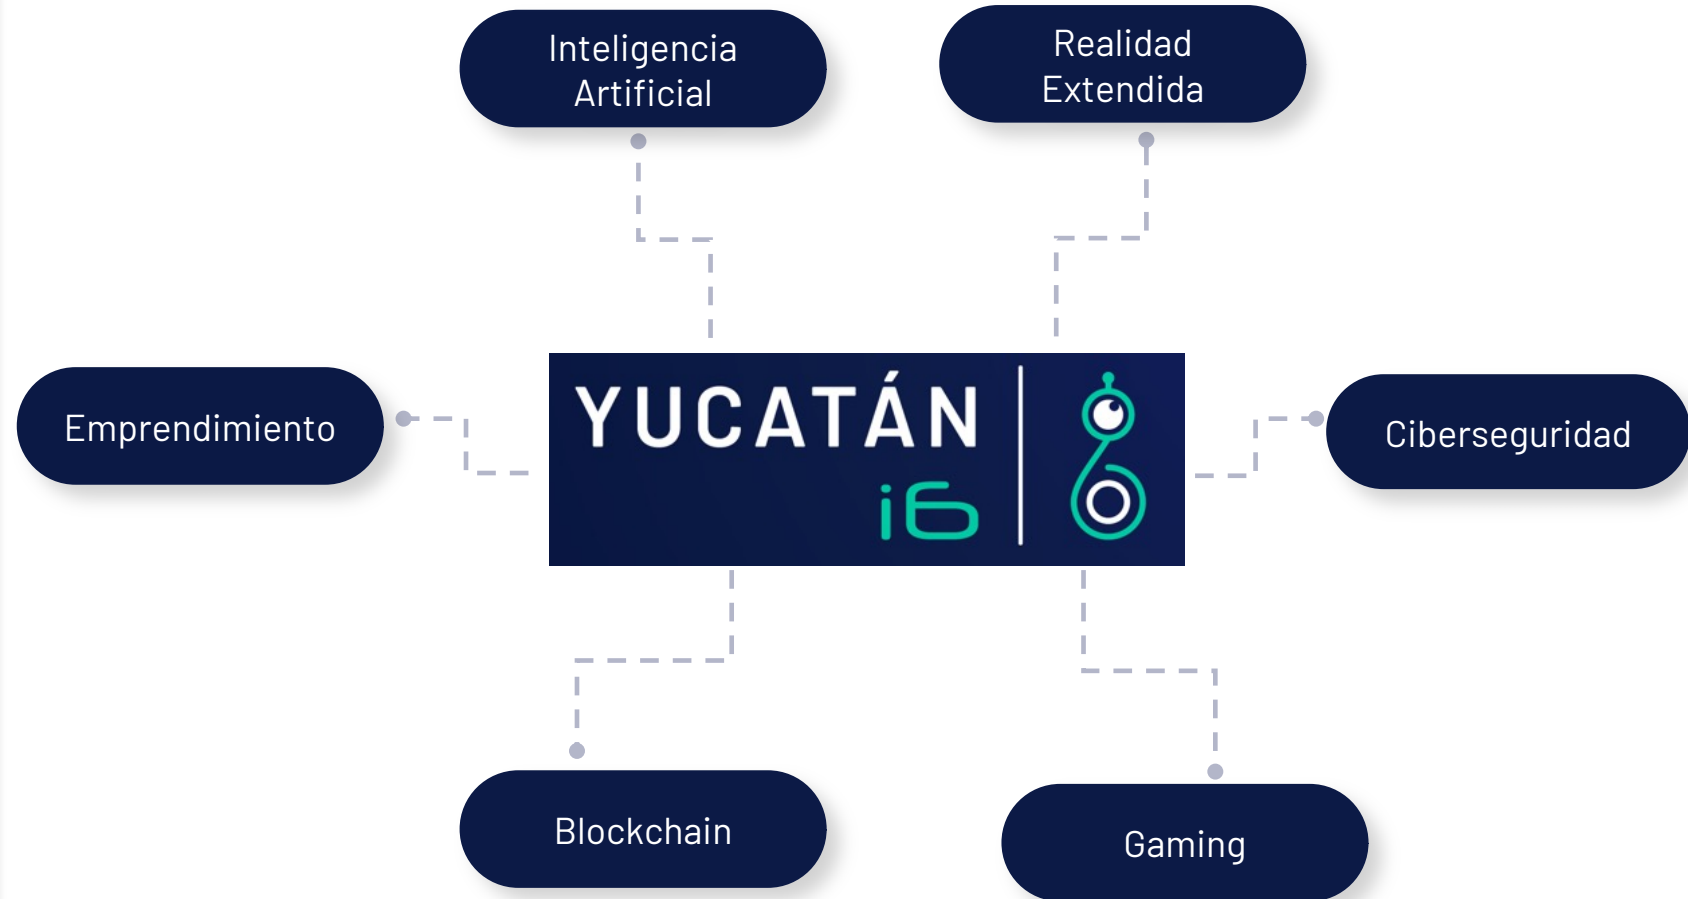 Inteligencia
Artificial
Realidad
Extendida
Emprendimiento
YUCATÁN
i6
Ciberseguridad
Blockchain
Gaming